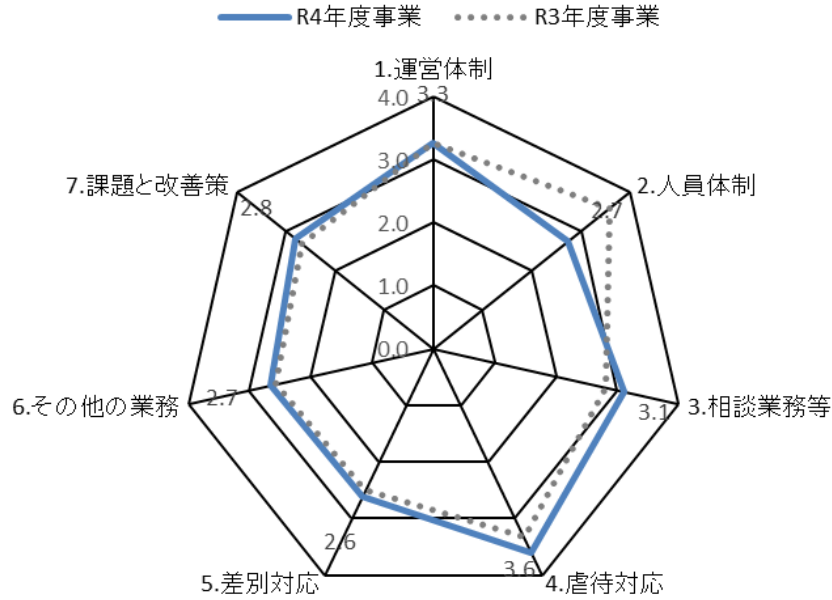 R4年度事業 R3年度事業
1.運営体制
4.0 3.3
3.0
7.課題と改善策 2.8
2.7 2.人員体制
2.0
1.0
0.0
6.その他の業務 2.7
3.1 3.相談業務等
2.6
3.6
5.差別対応
4.虐待対応